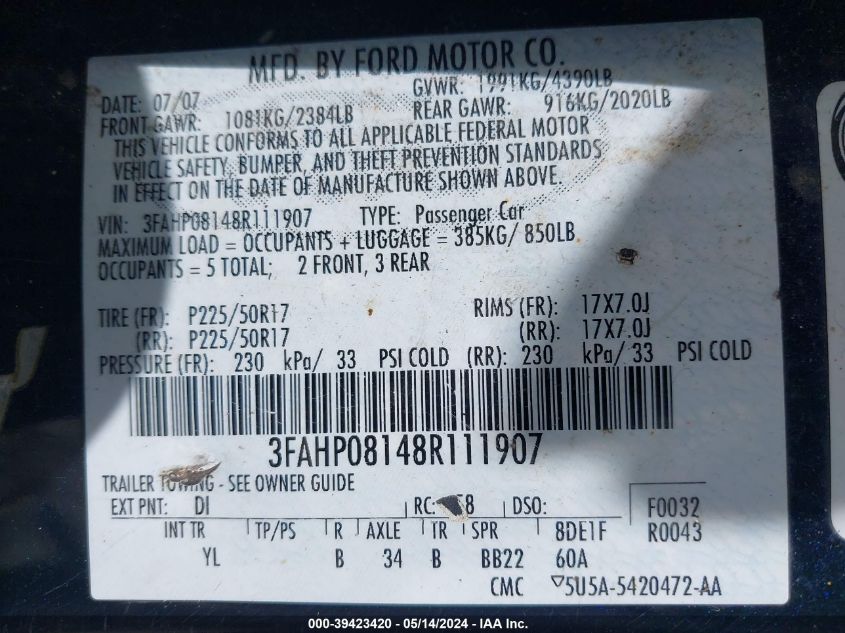 MFD. BY FORD MOTOR CO.
DATE: 07/07 GVWR: 1991KG/4390LB
FRONT GAWR: 1081KG/2384LB REAR GAWR: 916KG/2020LB
THIS VEHICLE CONFORMS TO ALL APPLICABLE FEDERAL MOTOR
VEHICLE SAFETY, BUMPER, AND THEFT PREVENTION STANDARDS
IN EFFECT ON THE DATE OF MANUFACTURE SHOWN ABOVE.
VIN: 3FAHP08148R111907 TYPE: Passenger Car
MAXIMUM LOAD = OCCUPANTS + LUGGAGE = 385KG/ 850LB
OCCUPANTS = 5 TOTAL; 2 FRONT, 3 REAR
TIRE (FR): P225/50R17 RIMS (FR): 17X7.0J
(RR): P225/50R17 (RR): 17X7.0J
PRESSURE (FR): 230 kPa/ 33 PSI COLD (RR): 230 kPa/ 33 PSI COLD
3FAHP08148R111907
TRAILER TOWING - SEE OWNER GUIDE
EXT PNT: DI RC: 8 DSO: F0032
INT TR TP/PS R AXLE TR SPR 8DE1F R0043
YL B 34 B BB22 60A
CMC 5U5A-5420472-AA
000-39423420 - 05/14/2024 - IAA Inc.